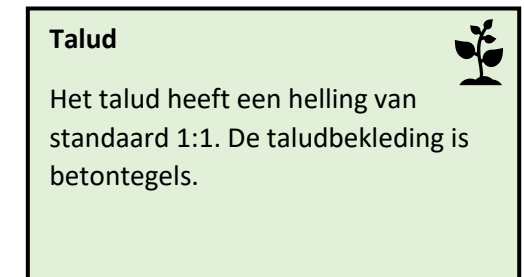 Talud
Het talud heeft een helling van
standaard 1:1. De taludbekleding is
betontegels.